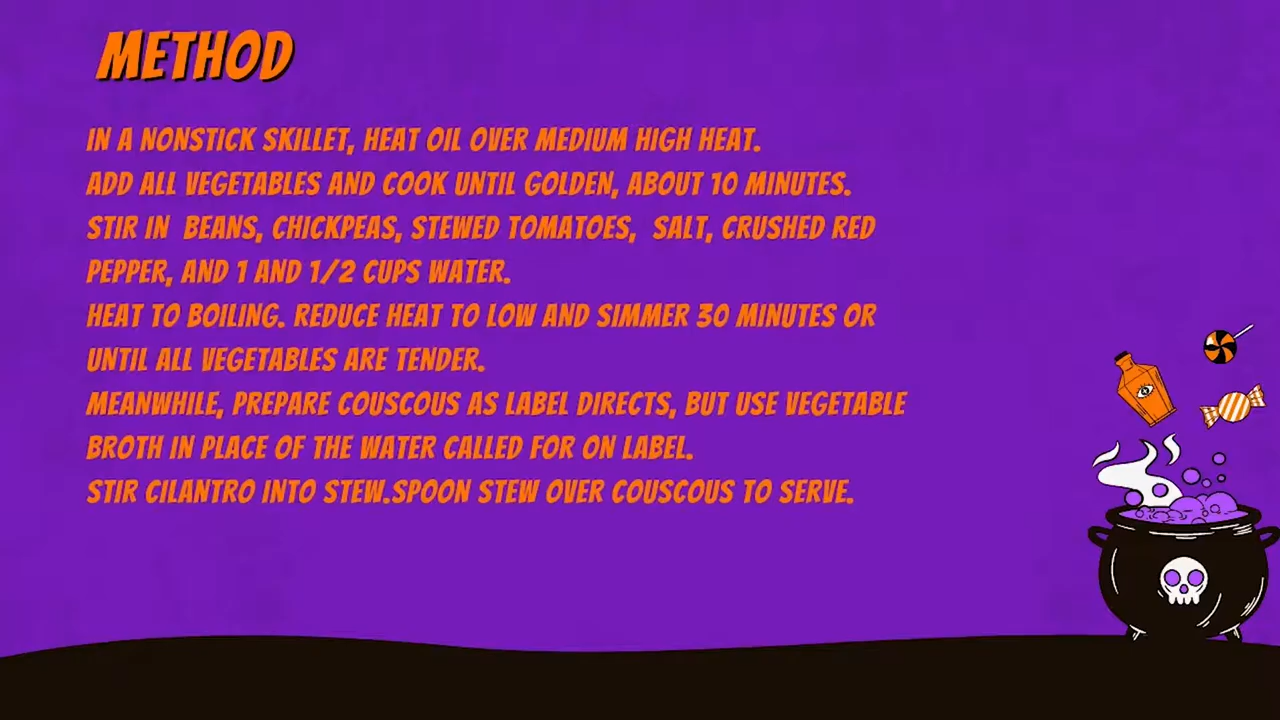 METHOD
IN A NONSTICK SKILLET, HEAT OIL OVER MEDIUM HIGH HEAT.
ADD ALL VEGETABLES AND COOK UNTIL GOLDEN, ABOUT 10 MINUTES.
STIR IN BEANS, CHICKPEAS, STEWED TOMATOES, SALT, CRUSHED RED
PEPPER, AND 1 AND 1/2 CUPS WATER.
HEAT TO BOILING. REDUCE HEAT TO LOW AND SIMMER 30 MINUTES OR
UNTIL ALL VEGETABLES ARE TENDER.
MEANWHILE, PREPARE COUSCOUS AS LABEL DIRECTS, BUT USE VEGETABLE
BROTH IN PLACE OF THE WATER CALLED FOR ON LABEL.
STIR CILANTRO INTO STEW.SPOON STEW OVER COUSCOUS TO SERVE.